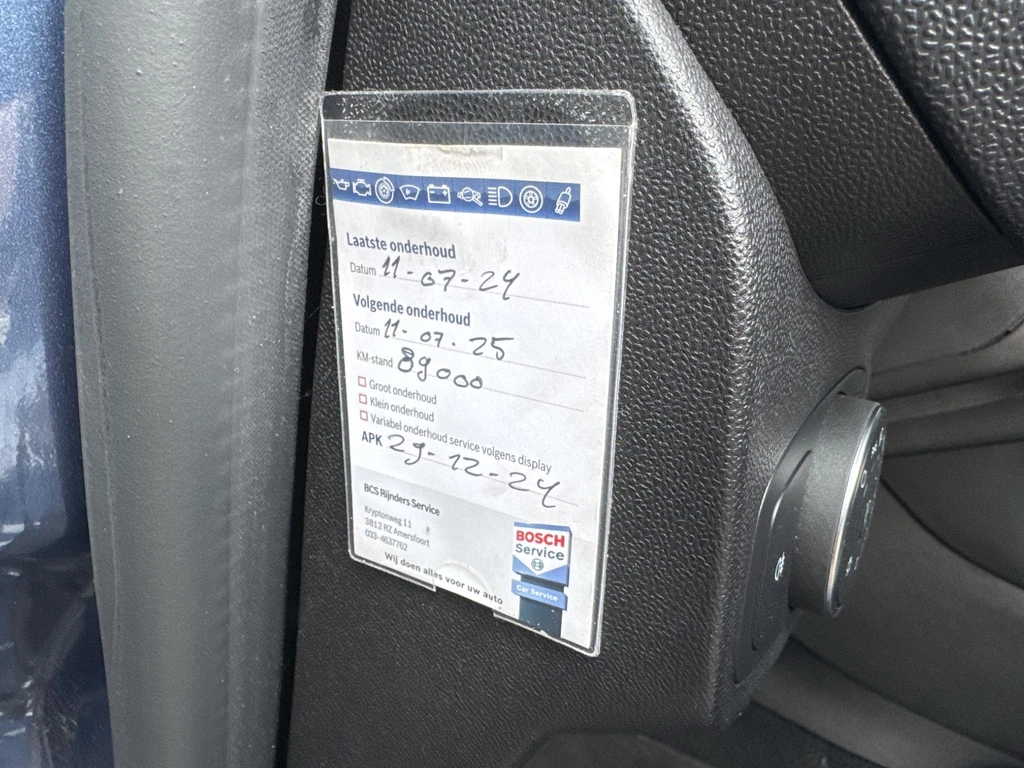 Laatste onderhoud
Datum 11-07-24
Volgende onderhoud
Datum 11-07-25
KM-stand 89000
Groot onderhoud
Klein onderhoud
Variabel onderhoud service volgens display
APK 29-12-24
BCS Rijnders Service
Kryptonweg 11
3812 RZ Amersfoort
033-4637762
Wij doen alles voor uw auto
BOSCH
Service
Car Service